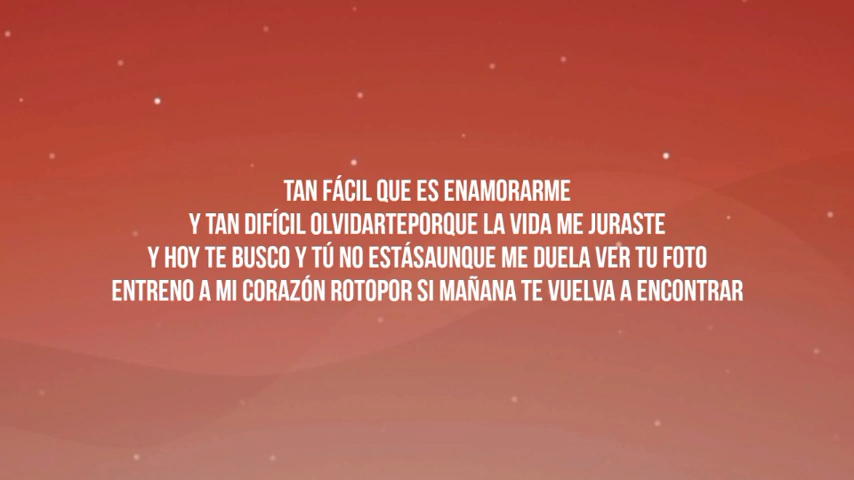 TAN FÁCIL QUE ES ENAMORARME
Y TAN DIFÍCIL OLVIDARTEPORQUE LA VIDA ME JURASTE
Y HOY TE BUSCO Y TÚ NO ESTÁSAUNQUE ME DUELA VER TU FOTO
ENTRENO A MI CORAZÓN ROTOPOR SI MAÑANA TE VUELVA A ENCONTRAR